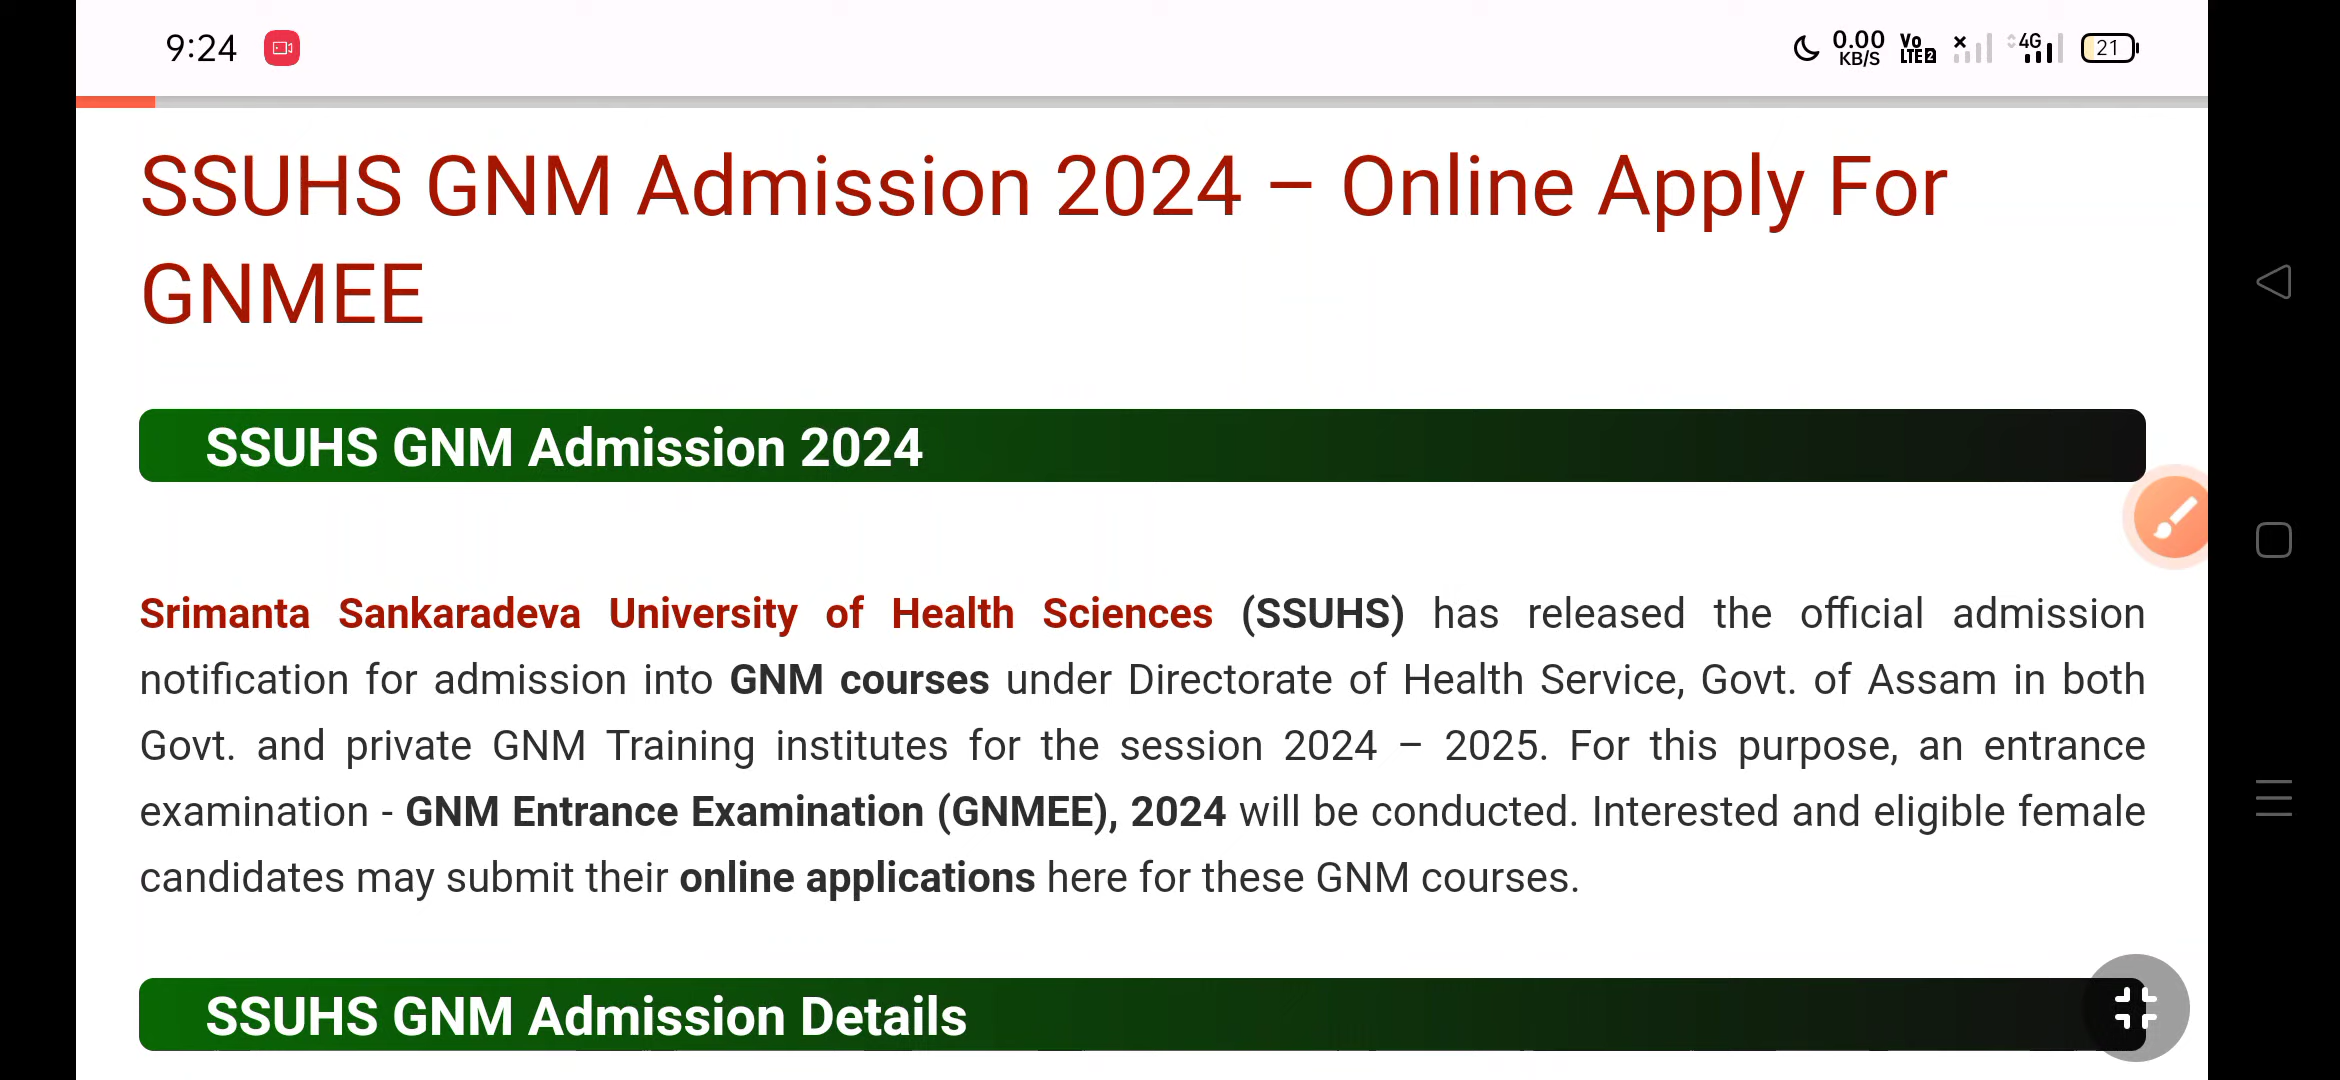 9:24
0.00 KB/S
Vo LTE 2
4G
21
SSUHS GNM Admission 2024 – Online Apply For
GNMEE
SSUHS GNM Admission 2024
Srimanta Sankaradeva University of Health Sciences (SSUHS) has released the official admission
notification for admission into GNM courses under Directorate of Health Service, Govt. of Assam in both
Govt. and private GNM Training institutes for the session 2024 – 2025. For this purpose, an entrance
examination - GNM Entrance Examination (GNMEE), 2024 will be conducted. Interested and eligible female
candidates may submit their online applications here for these GNM courses.
SSUHS GNM Admission Details